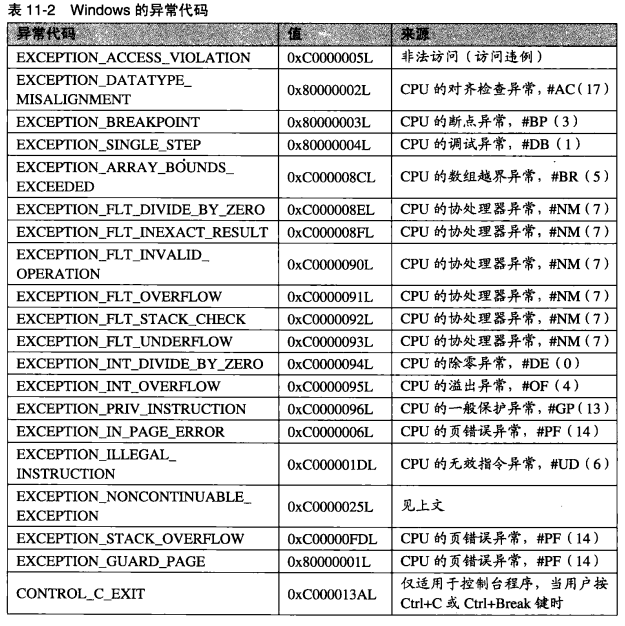 表 11-2 Windows 的异常代码
异常代码 值 来源
EXCEPTION_ACCESS_VIOLATION 0xC0000005L 非法访问（访问违例）
EXCEPTION_DATATYPE_
MISALIGNMENT 0x80000002L CPU 的对齐检查异常，#AC（17）
EXCEPTION_BREAKPOINT 0x80000003L CPU 的断点异常，#BP（3）
EXCEPTION_SINGLE_STEP 0x80000004L CPU 的调试异常，#DB（1）
EXCEPTION_ARRAY_BOUNDS_
EXCEEDED 0xC000008CL CPU 的数组越界异常，#BR（5）
EXCEPTION_FLT_DIVIDE_BY_ZERO 0xC000008EL CPU 的协处理器异常，#NM（7）
EXCEPTION_FLT_INEXACT_RESULT 0xC000008FL CPU 的协处理器异常，#NM（7）
EXCEPTION_FLT_INVALID_
OPERATION 0xC0000090L CPU 的协处理器异常，#NM（7）
EXCEPTION_FLT_OVERFLOW 0xC0000091L CPU 的协处理器异常，#NM（7）
EXCEPTION_FLT_STACK_CHECK 0xC0000092L CPU 的协处理器异常，#NM（7）
EXCEPTION_FLT_UNDERFLOW 0xC0000093L CPU 的协处理器异常，#NM（7）
EXCEPTION_INT_DIVIDE_BY_ZERO 0xC0000094L CPU 的除零异常，#DE（0）
EXCEPTION_INT_OVERFLOW 0xC0000095L CPU 的溢出异常，#OF（4）
EXCEPTION_PRIV_INSTRUCTION 0xC0000096L CPU 的一般保护异常，#GP（13）
EXCEPTION_IN_PAGE_ERROR 0xC0000006L CPU 的页错误异常，#PF（14）
EXCEPTION_ILLEGAL_
INSTRUCTION 0xC000001DL CPU 的无效指令异常，#UD（6）
EXCEPTION_NONCONTINUABLE_
EXCEPTION 0xC0000025L 见上文
EXCEPTION_STACK_OVERFLOW 0xC00000FDL CPU 的页错误异常，#PF（14）
EXCEPTION_GUARD_PAGE 0x80000001L CPU 的页错误异常，#PF（14）
CONTROL_C_EXIT 0xC000013AL 仅适用于控制台程序，当用户按
Ctrl+C 或 Ctrl+Break 键时